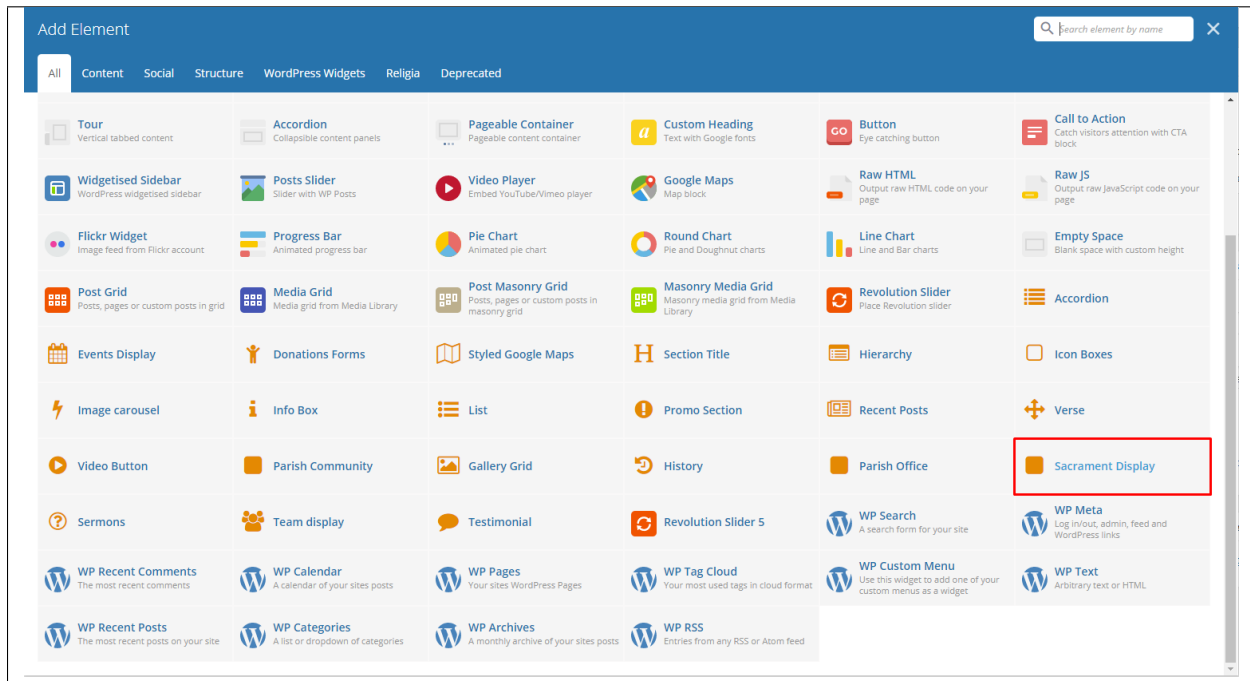 Add Element
Search element by name
All Content Social Structure WordPress Widgets Religia Deprecated
Tour
Vertical tabbed content
Accordion
Collapsible content panels
Pageable Container
Pageable content container
a
Custom Heading
Text with Google fonts
GO
Button
Eye catching button
Call to Action
Catch visitors attention with CTA
block
Widgetised Sidebar
WordPress widgetised sidebar
Posts Slider
Slider with WP Posts
Video Player
Embed YouTube/Vimeo player
Google Maps
Map block
Raw HTML
Output raw HTML code on your
page
Raw JS
Output raw JavaScript code on your
page
Flickr Widget
Image feed from Flickr account
Progress Bar
Animated progress bar
Pie Chart
Animated pie chart
Round Chart
Pie and Doughnut charts
Line Chart
Line and Bar charts
Empty Space
Blank space with custom height
Post Grid
Posts, pages or custom posts in grid
Media Grid
Media grid from Media Library
Post Masonry Grid
Posts, pages or custom posts in
masonry grid
Masonry Media Grid
Masonry media grid from Media
Library
Revolution Slider
Place Revolution slider
Accordion
Events Display
Donations Forms
Styled Google Maps
H Section Title
Hierarchy
Icon Boxes
Image carousel
Info Box
List
Promo Section
Recent Posts
Verse
Video Button
Parish Community
Gallery Grid
History
Parish Office
Sacrament Display
Sermons
Team display
Testimonial
Revolution Slider 5
WP Search
A search form for your site
WP Meta
Log in/out, admin, feed and
WordPress links
WP Recent Comments
The most recent comments
WP Calendar
A calendar of your sites posts
WP Pages
Your sites WordPress Pages
WP Tag Cloud
Your most used tags in cloud format
WP Custom Menu
Use this widget to add one of your
custom menus as a widget
WP Text
Arbitrary text or HTML
WP Recent Posts
The most recent posts on your site
WP Categories
A list or dropdown of categories
WP Archives
A monthly archive of your sites posts
WP RSS
Entries from any RSS or Atom feed